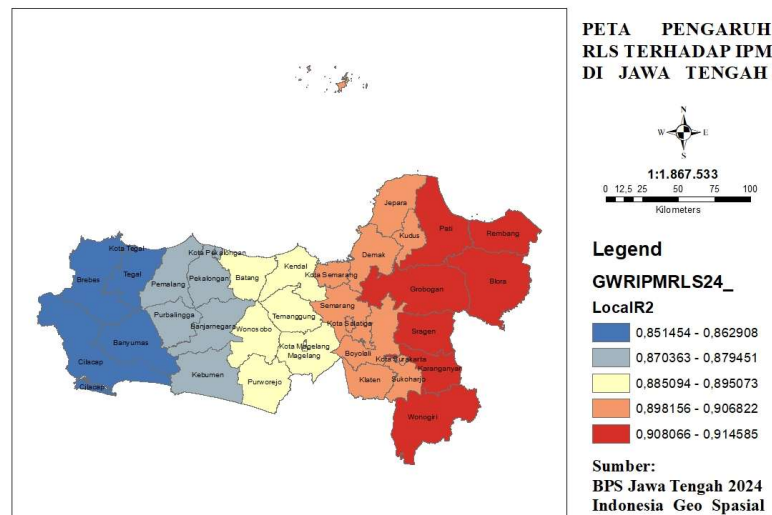 PETA PENGARUH
RLS TERHADAP IPM
DI JAWA TENGAH
N
W E
S
1:1.867.533
0 12,5 25 50 75 100
Kilometers
Legend
GWRIPMRLS24_
LocalR2
0,851454 - 0,862908
0,870363 - 0,879451
0,885094 - 0,895073
0,898156 - 0,906822
0,908066 - 0,914585
Sumber:
BPS Jawa Tengah 2024
Indonesia Geo Spasial
Jepara
Kudus
Pati
Rembang
Demak
Kota Tegal
Kota Pekalongan
Kendal
Kota Semarang
Brebes
Tegal
Pemalang
Pekalongan
Batang
Grobogan
Blora
Semarang
Purbalingga
Temanggung
Kota Salatiga
Banjarnegara
Wonosobo
Sragen
Banyumas
Kota Magelang
Magelang
Boyolali
Kota Surakarta
Cilacap
Karanganyar
Kebumen
Purworejo
Klaten
Sukoharjo
Cilacap
Wonogiri